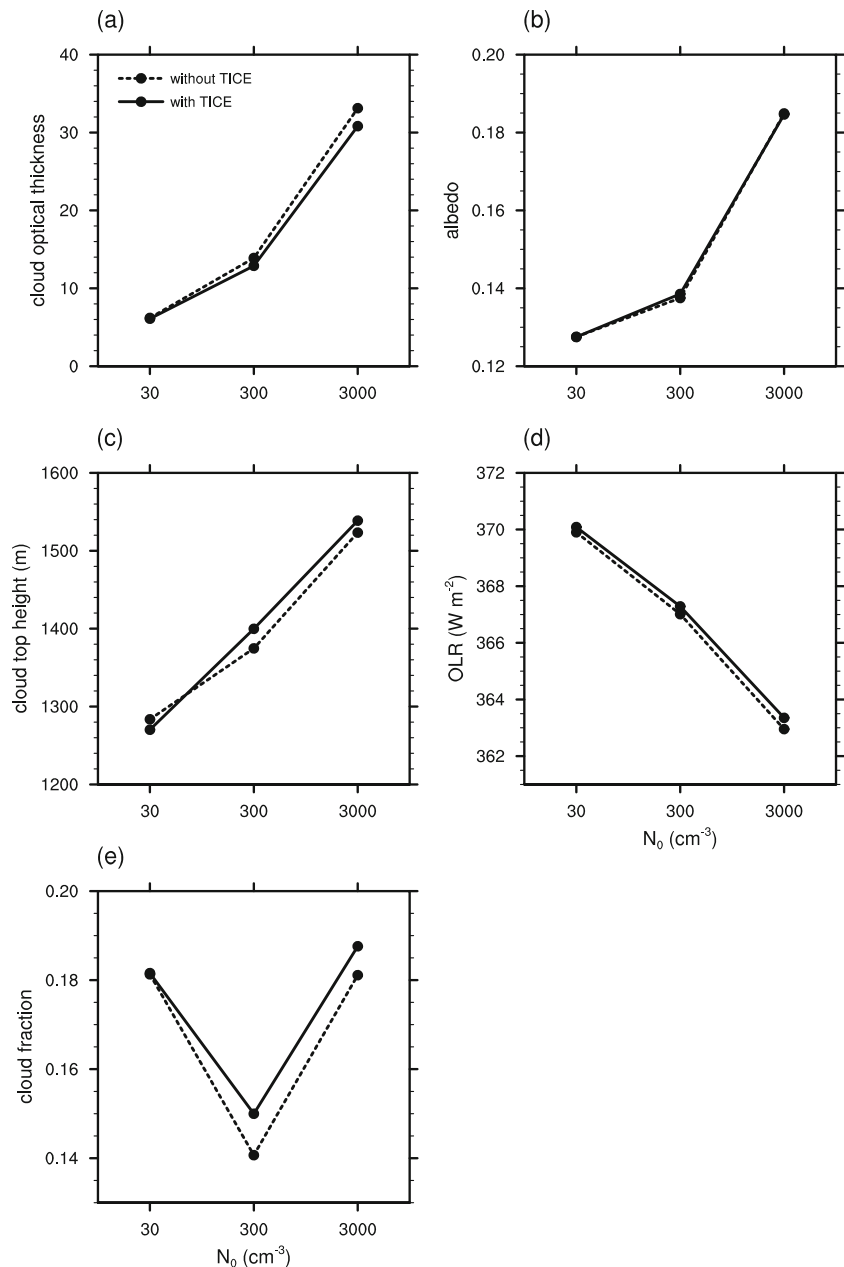 (a)
40
30
20
10
0
cloud optical thickness
without TICE
with TICE
30 300 3000
(b)
0.20
0.18
0.16
0.14
0.12
albedo
30 300 3000
(c)
1600
1500
1400
1300
1200
cloud top height (m)
30 300 3000
(d)
372
370
368
366
364
362
OLR (W m⁻²)
30 300 3000
N₀ (cm⁻³)
(e)
0.20
0.18
0.16
0.14
cloud fraction
30 300 3000
N₀ (cm⁻³)